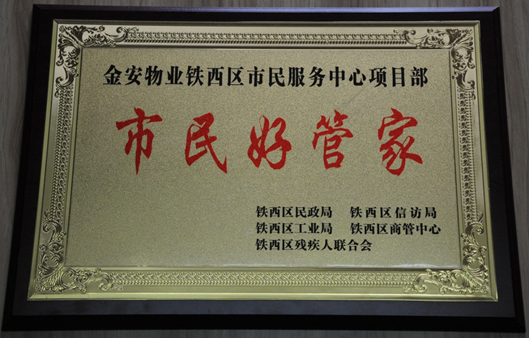 金安物业铁西区市民服务中心项目部
市民好管家
铁西区民政局 铁西区信访局
铁西区工业局 铁西区商管中心
铁西区残疾人联合会